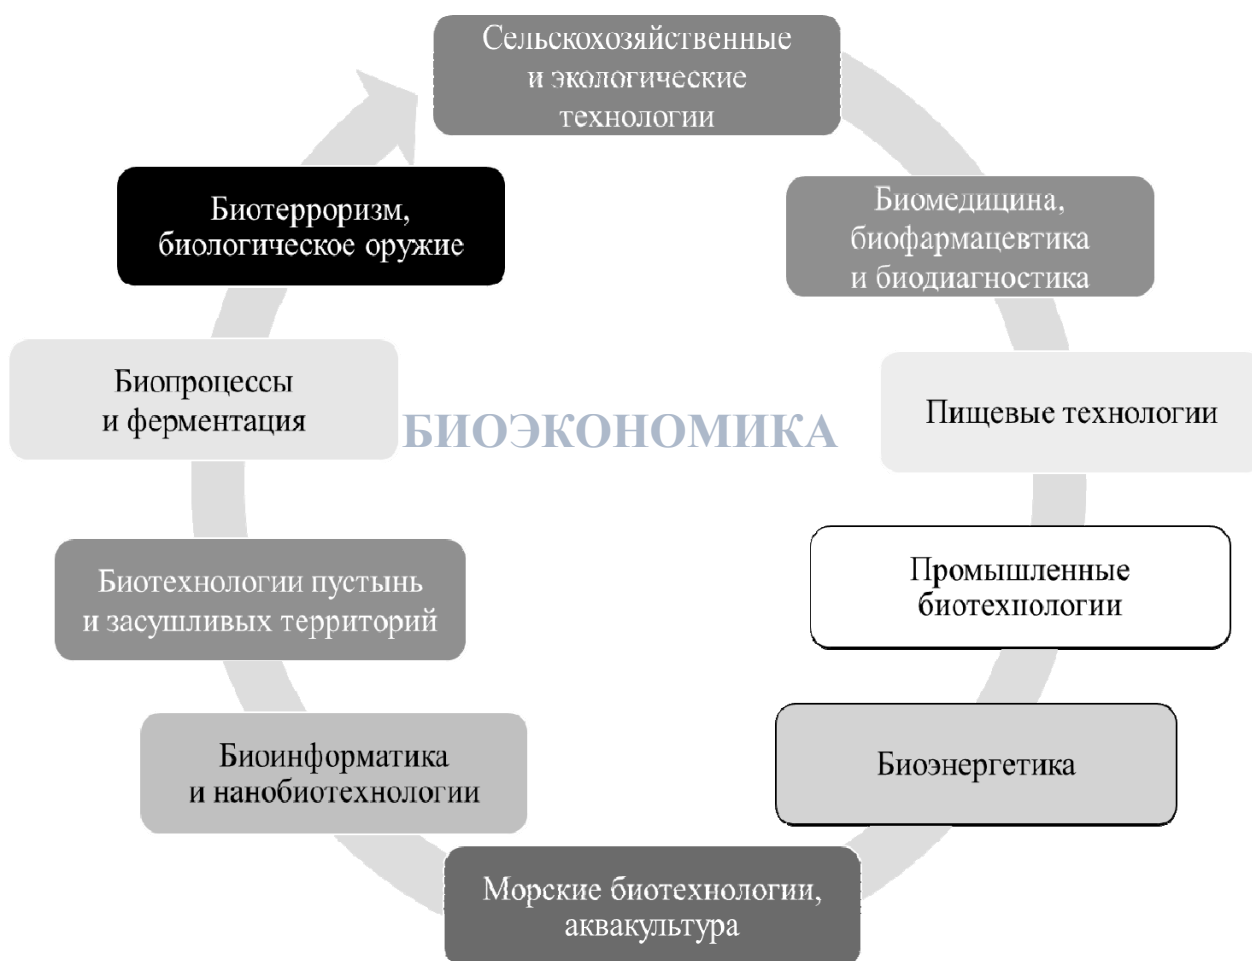 Сельскохозяйственные
и экологические
технологии
Биомедицина,
биофармацевтика
и биодиагностика
Пищевые технологии
Промышленные
биотехнологии
Биоэнергетика
Морские биотехнологии,
аквакультура
Биоинформатика
и нанобиотехнологии
Биотехнологии пустынь
и засушливых территорий
Биопроцессы
и ферментация
Биотерроризм,
биологическое оружие
БИОЭКОНОМИКА